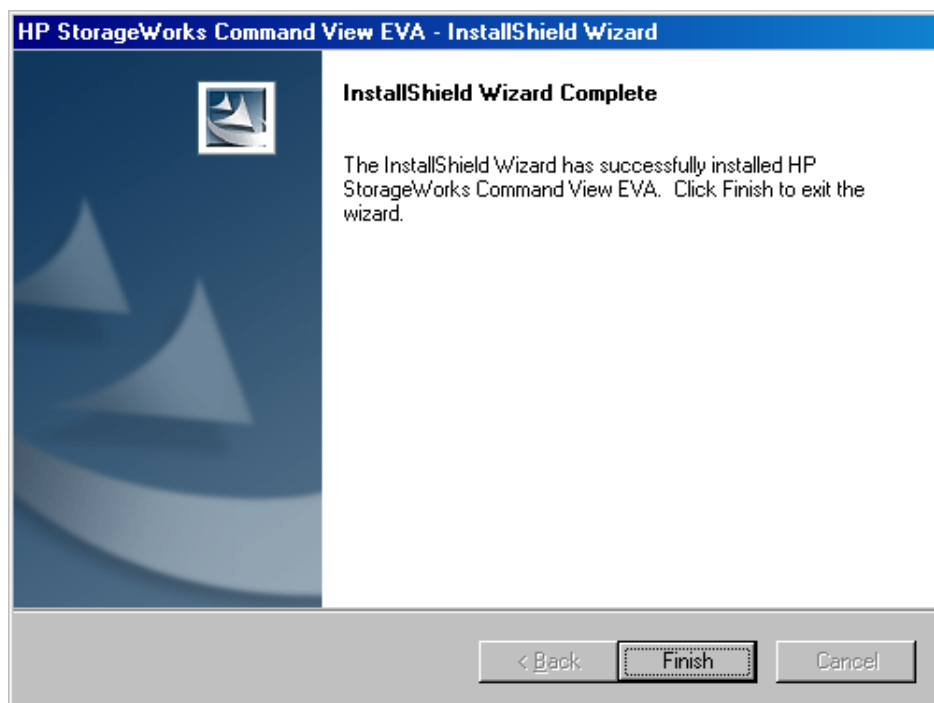 HP StorageWorks Command View EVA - InstallShield Wizard
InstallShield Wizard Complete
The InstallShield Wizard has successfully installed HP
StorageWorks Command View EVA.  Click Finish to exit the
wizard.
< Back
Finish
Cancel